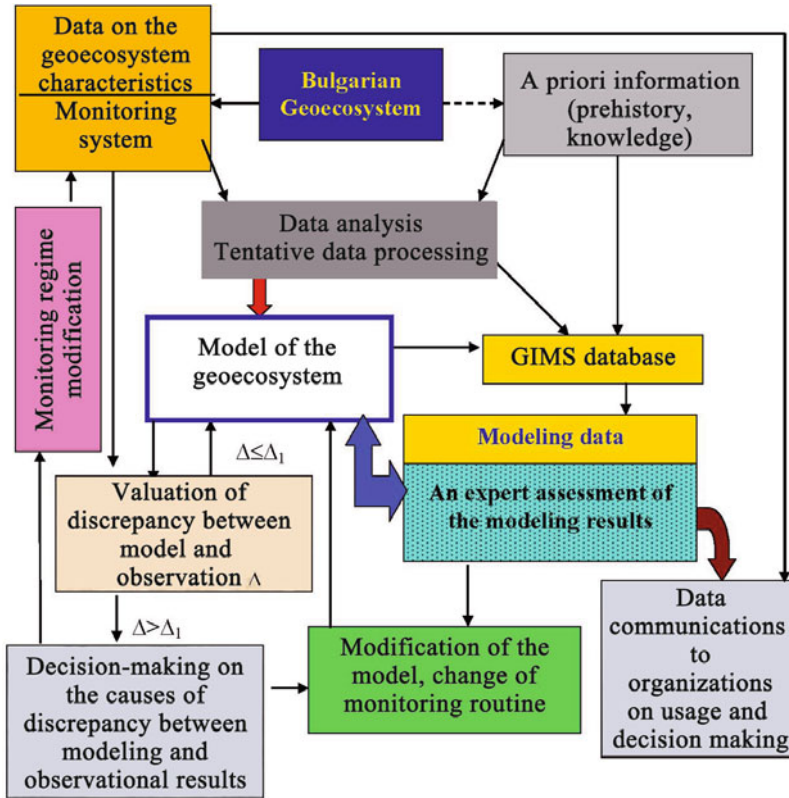 Data on the
geoecosystem
characteristics
Monitoring
system
Bulgarian
Geoecosystem
A priori information
(prehistory,
knowledge)
Data analysis
Tentative data processing
Monitoring regime
modification
Model of the
geoecosystem
GIMS database
Modeling data
An expert assessment of
the modeling results
Δ≤Δ₁
Valuation of
discrepancy between
model and
observation Δ
Δ>Δ₁
Decision-making on
the causes of
discrepancy between
modeling and
observational results
Modification of the
model, change of
monitoring routine
Data
communications
to
organizations
on usage and
decision making